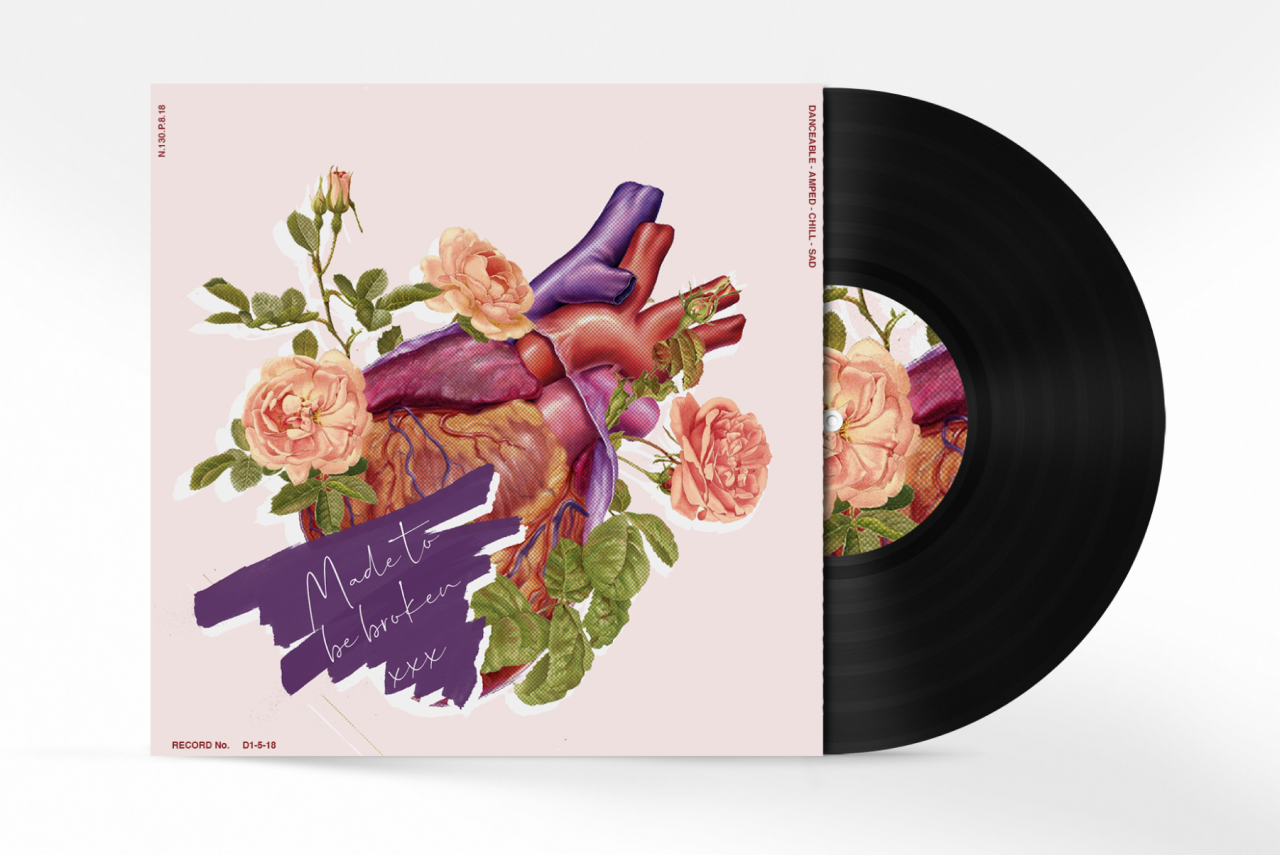 N.130.P.8.18
DANCEABLE - AMPED - CHILL - SAD
Made to
be broken
xxx
RECORD No. D1-5-18